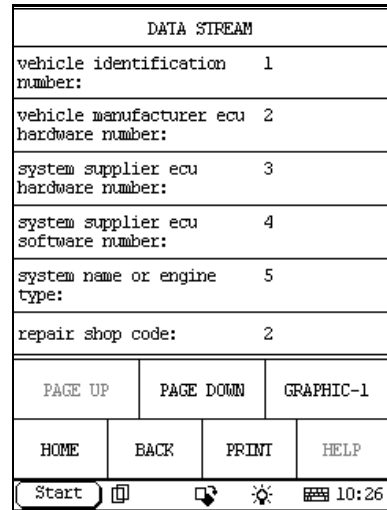 DATA STREAM
vehicle identification 1
number:
vehicle manufacturer ecu 2
hardware number:
system supplier ecu 3
hardware number:
system supplier ecu 4
software number:
system name or engine 5
type:
repair shop code: 2
PAGE UP PAGE DOWN GRAPHIC-1
HOME BACK PRINT HELP
Start 10:26